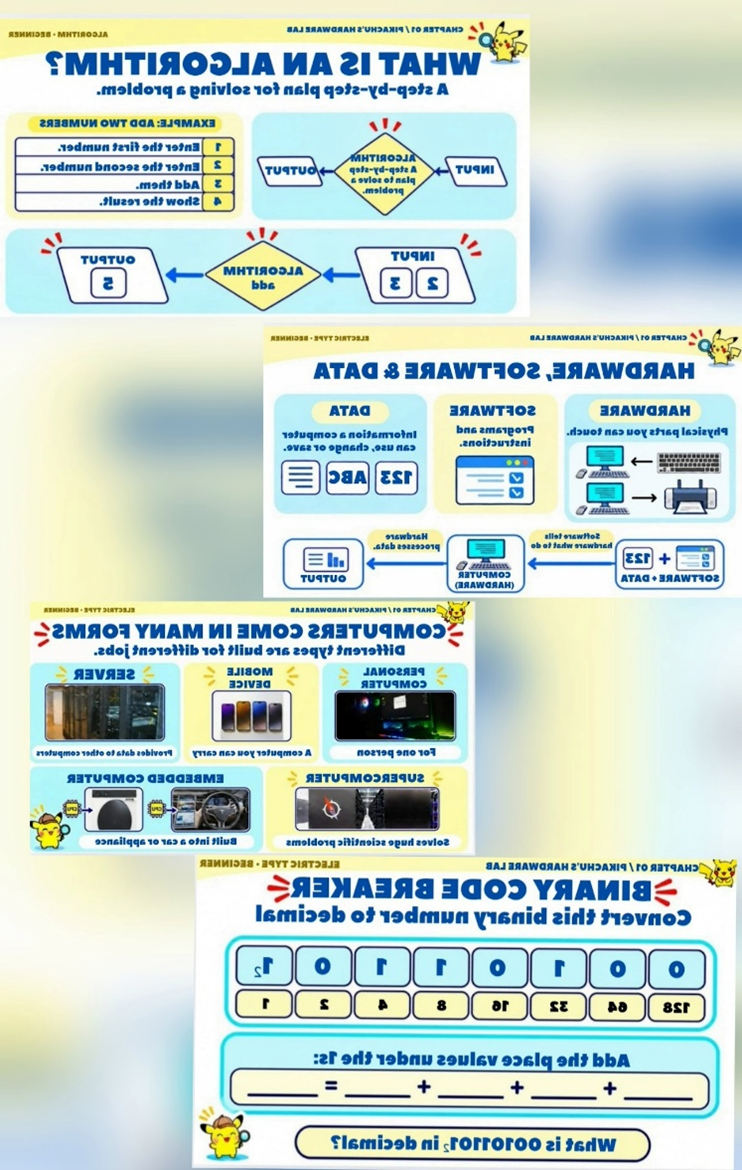 CHAPTER 01 / PIKACHU'S HARDWARE LAB
ALGORITHM • BEGINNER
WHAT IS AN ALGORITHM?
A step-by-step plan for solving a problem.
INPUT
ALGORITHM
A step-by-step
plan to solve a
problem.
OUTPUT
EXAMPLE: ADD TWO NUMBERS
1 Enter the first number.
2 Enter the second number.
3 Add them.
4 Show the result.
INPUT
2 3
ALGORITHM
add
OUTPUT
5
CHAPTER 01 / PIKACHU'S HARDWARE LAB
ELECTRIC TYPE • BEGINNER
HARDWARE, SOFTWARE & DATA
HARDWARE
Physical parts you can touch.
SOFTWARE
Programs and
instructions.
DATA
Information a computer
can use, change or save.
123 ABC
123
SOFTWARE + DATA
Software tells
hardware what to do
COMPUTER
(HARDWARE)
Hardware
processes data.
OUTPUT
CHAPTER 01 / PIKACHU'S HARDWARE LAB
ELECTRIC TYPE • BEGINNER
COMPUTERS COME IN MANY FORMS
Different types are built for different jobs.
PERSONAL
COMPUTER
For one person
MOBILE
DEVICE
A computer you can carry
SERVER
Provides data to other computers
SUPERCOMPUTER
Solves huge scientific problems
EMBEDDED COMPUTER
CPU
CPU
Built into a car or appliance
CHAPTER 01 / PIKACHU'S HARDWARE LAB
ELECTRIC TYPE • BEGINNER
BINARY CODE BREAKER
Convert this binary number to decimal
0 0 1 0 1 1 0 1₂
128 64 32 16 8 4 2 1
Add the place values under the 1s:
_____ + _____ + _____ + _____ = _____
What is 00101101₂ in decimal?